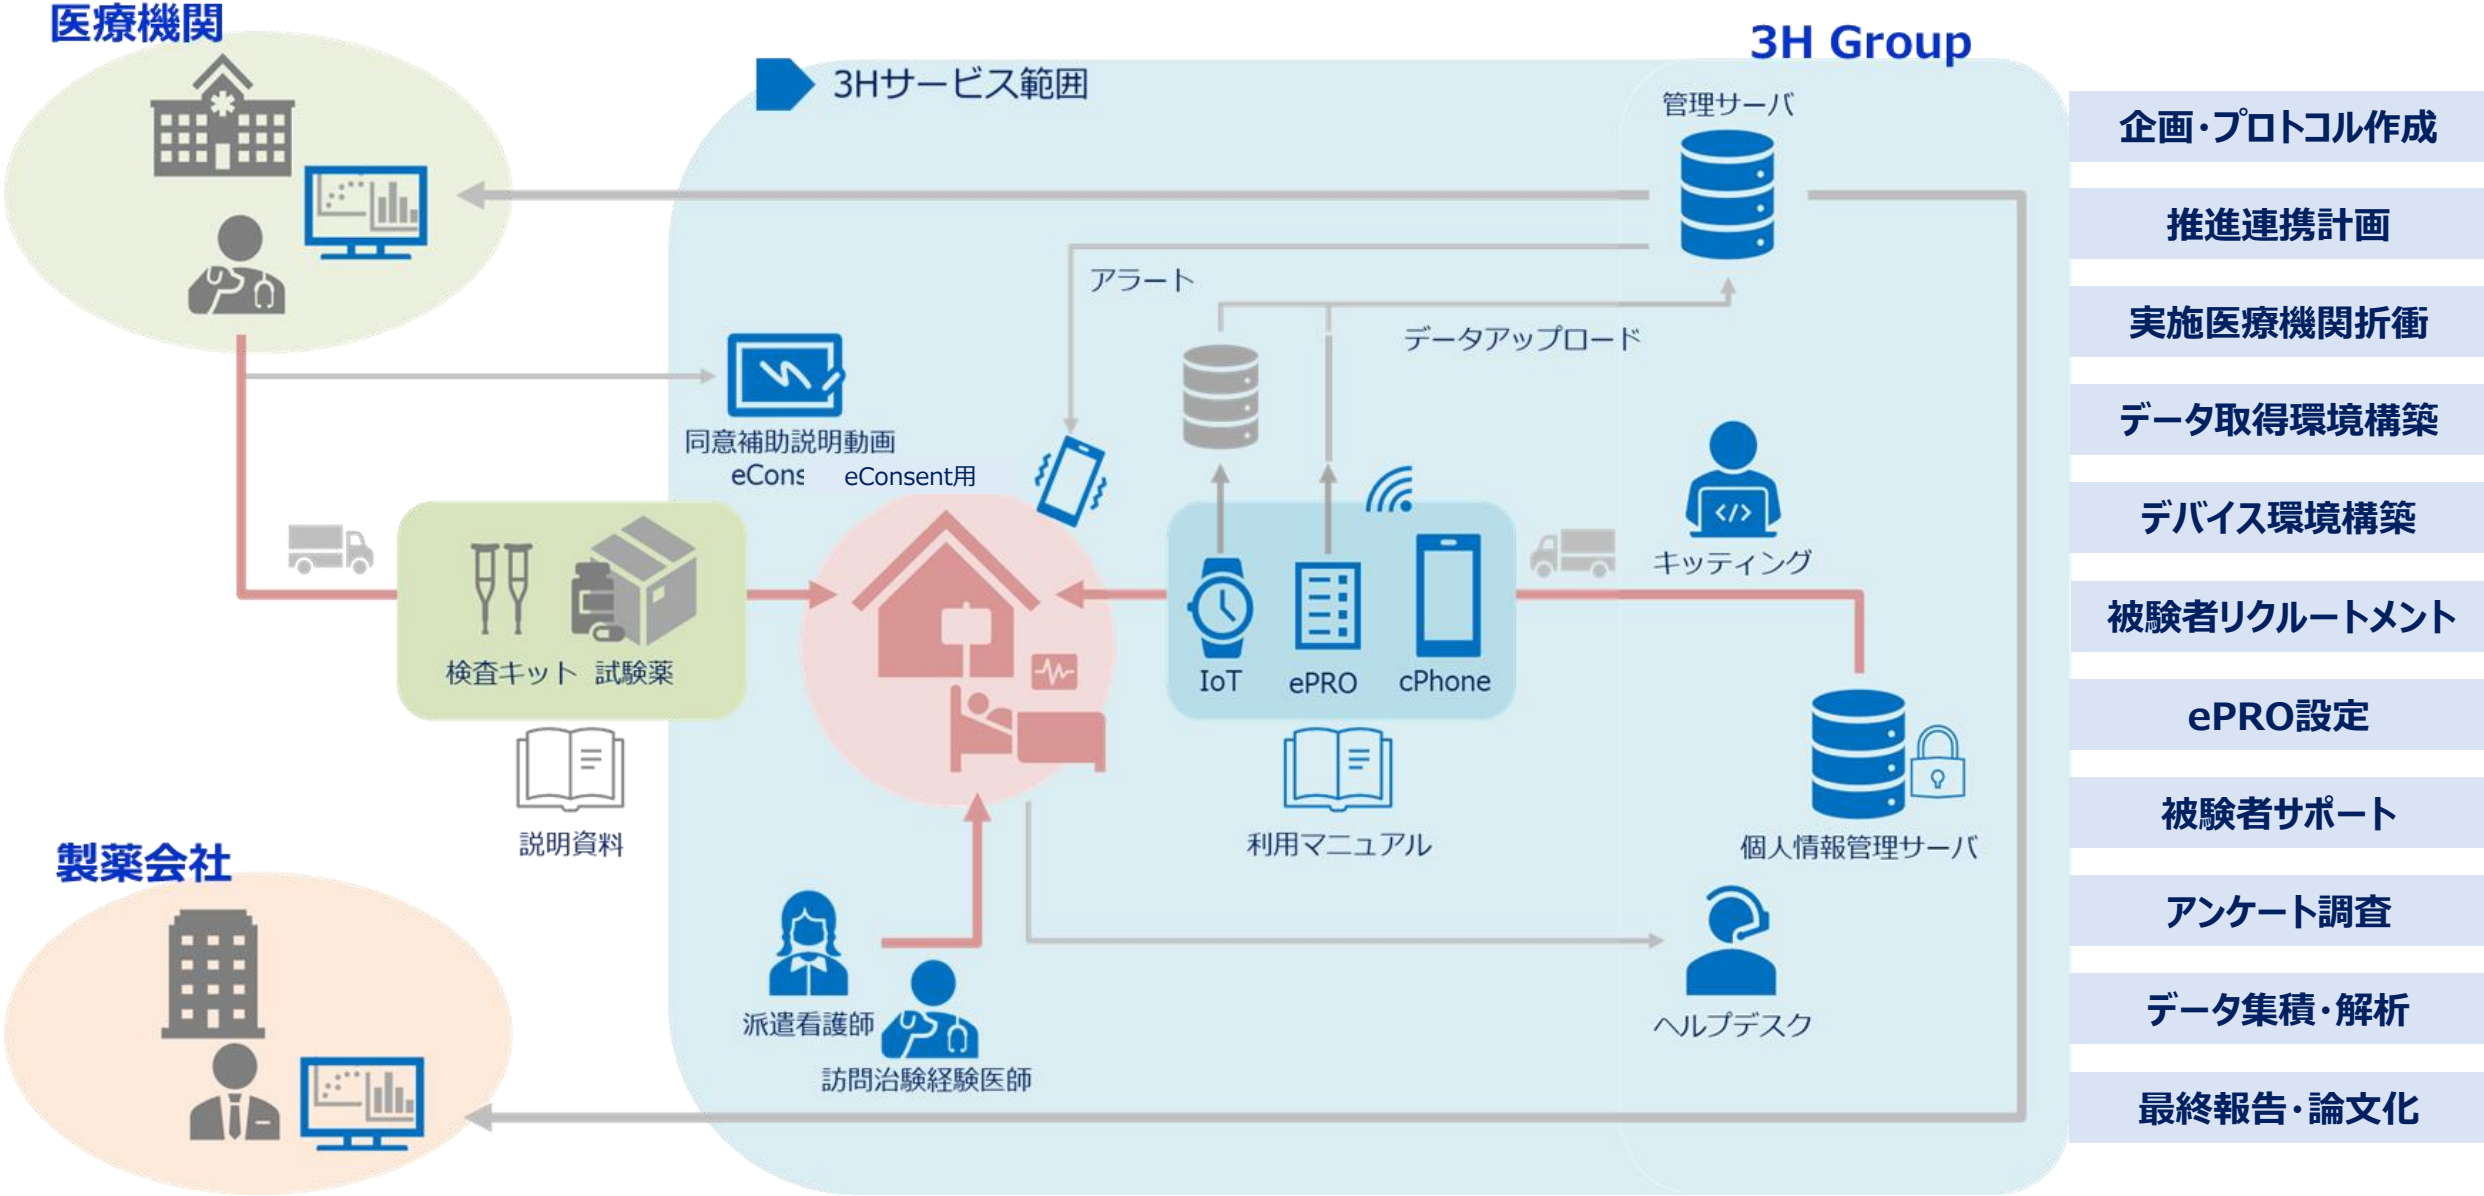 医療機関
3H Group
3Hサービス範囲
管理サーバ
アラート
データアップロード
同意補助説明動画
eCons
eConsent用
</>
キッティング
検査キット 試験薬
IoT ePRO cPhone
説明資料
利用マニュアル
個人情報管理サーバ
製薬会社
派遣看護師
訪問治験経験医師
ヘルプデスク
企画・プロトコル作成
推進連携計画
実施医療機関折衝
データ取得環境構築
デバイス環境構築
被験者リクルートメント
ePRO設定
被験者サポート
アンケート調査
データ集積・解析
最終報告・論文化